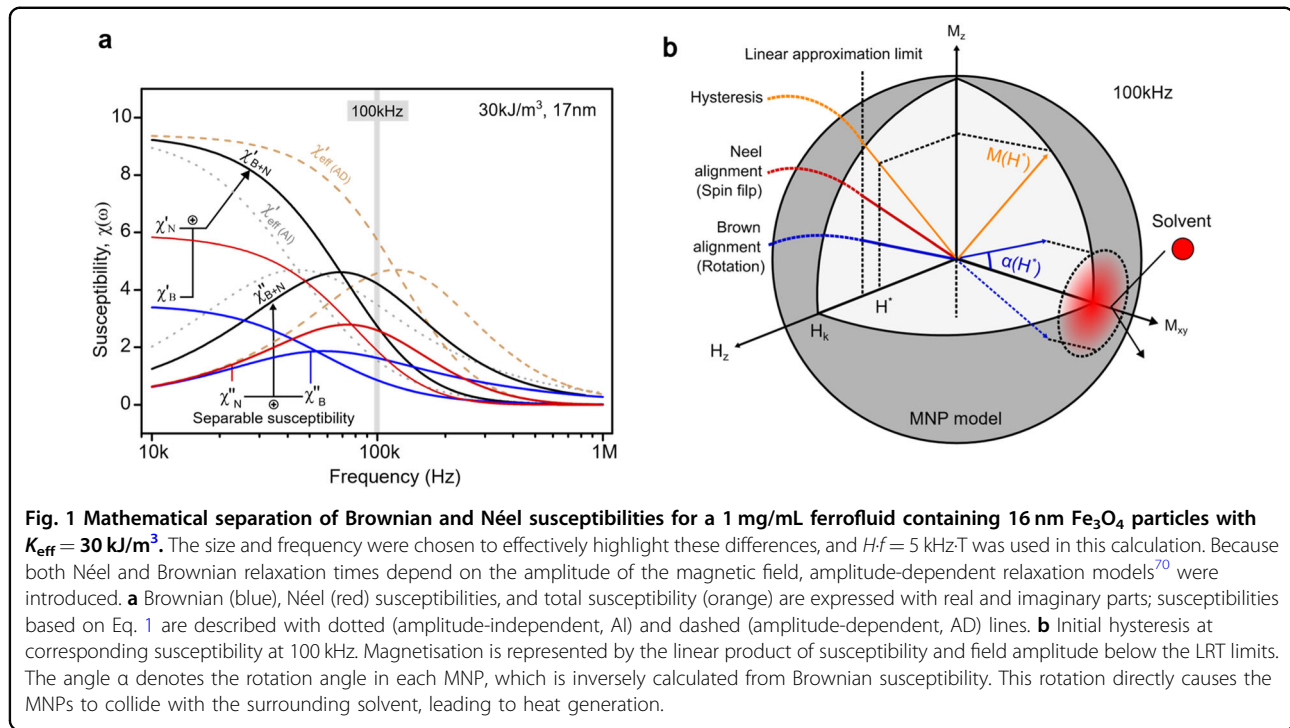 a
10
8
6
4
2
0
Susceptibility, χ(ω)
100kHz
30kJ/m³, 17nm
χ'eff (AD)
χ'B+N
χ'eff (AI)
χ'N
⊕
χ'B
χ"B+N
χ"N
χ"B
⊕
Separable susceptibility
10k
100k
1M
Frequency (Hz)
b
Mz
Linear approximation limit
100kHz
Hysteresis
Neel
alignment
(Spin filp)
Brown
alignment
(Rotation)
M(H*)
Solvent
α(H*)
H*
Hk
Hz
Mxy
MNP model
Fig. 1 Mathematical separation of Brownian and Néel susceptibilities for a 1 mg/mL ferrofluid containing 16 nm Fe₃O₄ particles with
Keff = 30 kJ/m³. The size and frequency were chosen to effectively highlight these differences, and H·f = 5 kHz·T was used in this calculation. Because
both Néel and Brownian relaxation times depend on the amplitude of the magnetic field, amplitude-dependent relaxation models⁷⁰ were
introduced. a Brownian (blue), Néel (red) susceptibilities, and total susceptibility (orange) are expressed with real and imaginary parts; susceptibilities
based on Eq. 1 are described with dotted (amplitude-independent, AI) and dashed (amplitude-dependent, AD) lines. b Initial hysteresis at
corresponding susceptibility at 100 kHz. Magnetisation is represented by the linear product of susceptibility and field amplitude below the LRT limits.
The angle α denotes the rotation angle in each MNP, which is inversely calculated from Brownian susceptibility. This rotation directly causes the
MNPs to collide with the surrounding solvent, leading to heat generation.